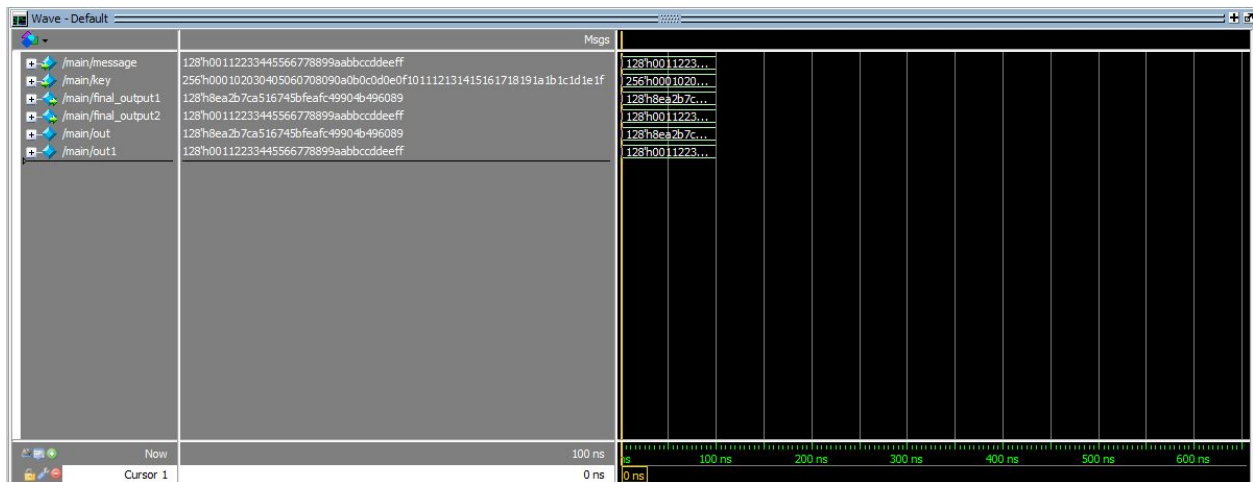 Wave - Default
Msgs
/main/message 128'h00112233445566778899aabbccddeeff 128'h0011223...
/main/key 256'h000102030405060708090a0b0c0d0e0f101112131415161718191a1b1c1d1e1f 256'h0001020...
/main/final_output1 128'h8ea2b7ca516745bfeafc49904b496089 128'h8ea2b7c...
/main/final_output2 128'h00112233445566778899aabbccddeeff 128'h0011223...
/main/out 128'h8ea2b7ca516745bfeafc49904b496089 128'h8ea2b7c...
/main/out1 128'h00112233445566778899aabbccddeeff 128'h0011223...
Now 100 ns ns 100 ns 200 ns 300 ns 400 ns 500 ns 600 ns
Cursor 1 0 ns 0 ns